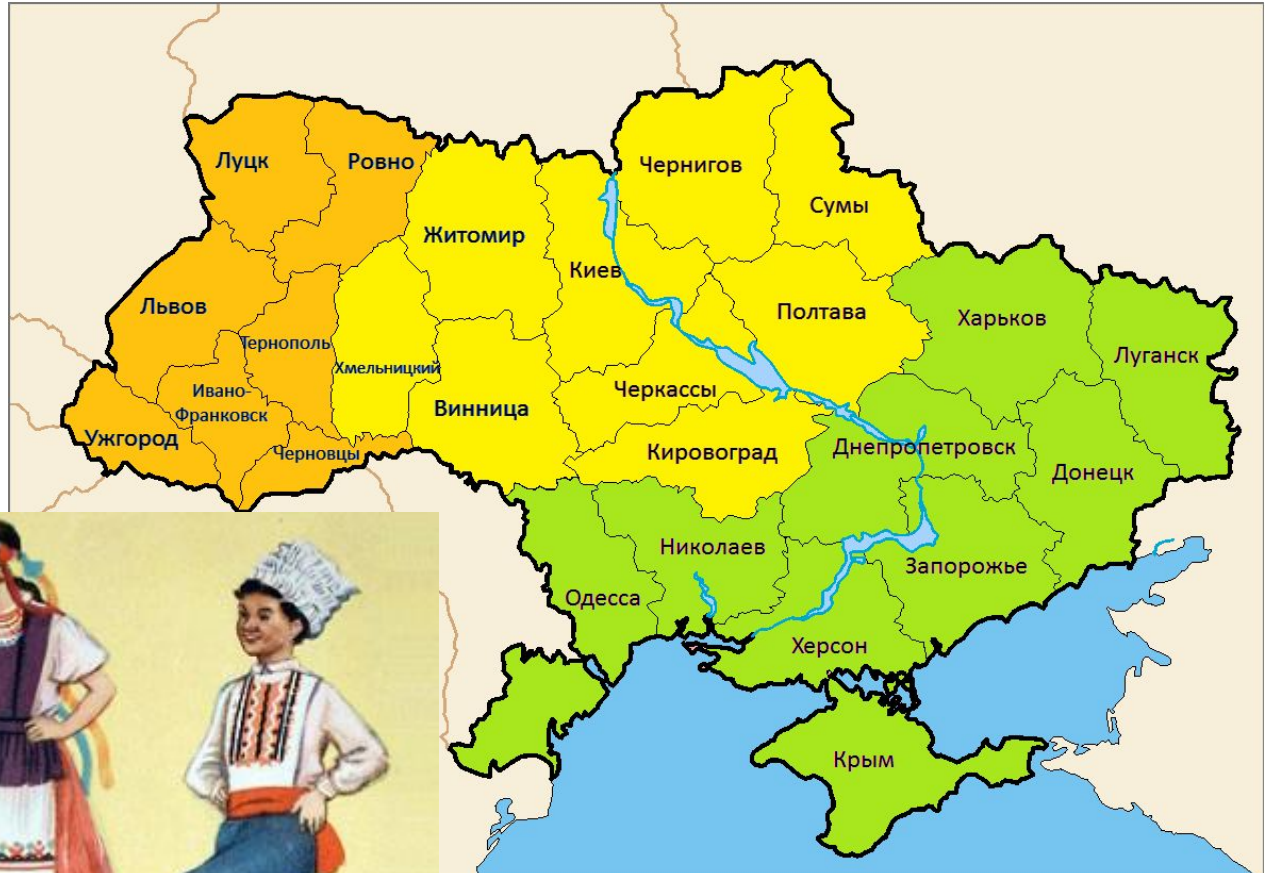 Чернигов
Луцк
Ровно
Сумы
Житомир
Киев
Львов
Полтава
Харьков
Тернополь
Луганск
Хмельницкий
Ивано-
Франковск
Черкассы
Винница
Ужгород
Черновцы
Кировоград
Днепропетровск
Донецк
Николаев
Запорожье
Одесса
Херсон
Крым